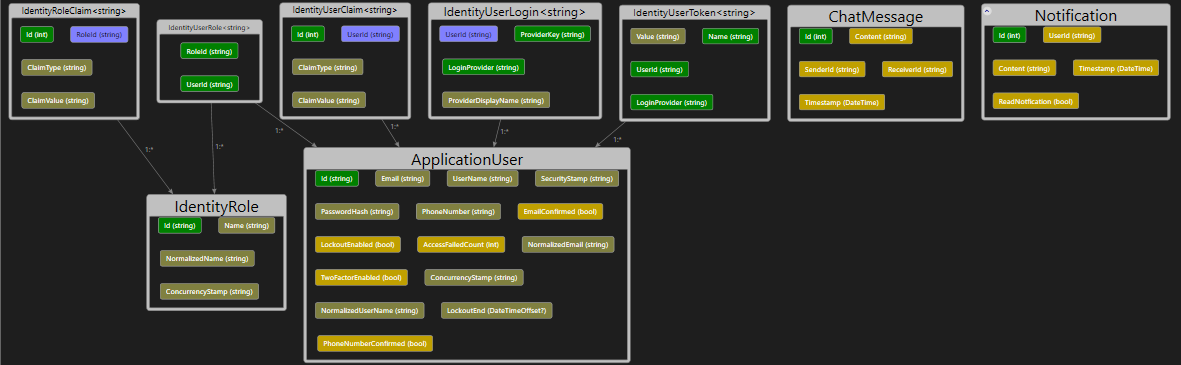 IdentityRoleClaim<string>
Id (int) RoleId (string)
ClaimType (string)
ClaimValue (string)
IdentityUserRole<string>
RoleId (string)
UserId (string)
IdentityUserClaim<string>
Id (int) UserId (string)
ClaimType (string)
ClaimValue (string)
IdentityUserLogin<string>
UserId (string) ProviderKey (string)
LoginProvider (string)
ProviderDisplayName (string)
IdentityUserToken<string>
Value (string) Name (string)
UserId (string)
LoginProvider (string)
ChatMessage
Id (int) Content (string)
SenderId (string) ReceiverId (string)
Timestamp (DateTime)
Notification
Id (int) UserId (string)
Content (string) Timestamp (DateTime)
ReadNotfication (bool)
1:*
1:*
1:*
1:*
1:*
1:*
IdentityRole
Id (string) Name (string)
NormalizedName (string)
ConcurrencyStamp (string)
ApplicationUser
Id (string) Email (string) UserName (string) SecurityStamp (string)
PasswordHash (string) PhoneNumber (string) EmailConfirmed (bool)
LockoutEnabled (bool) AccessFailedCount (int) NormalizedEmail (string)
TwoFactorEnabled (bool) ConcurrencyStamp (string)
NormalizedUserName (string) LockoutEnd (DateTimeOffset?)
PhoneNumberConfirmed (bool)